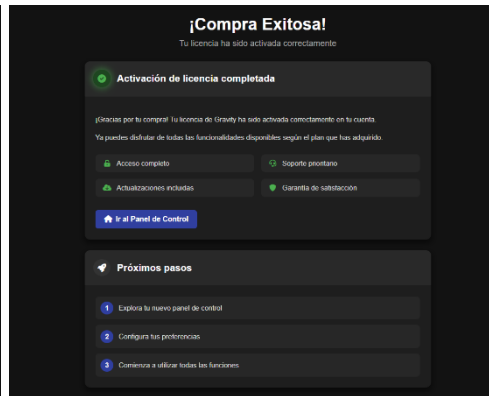 ¡Compra Exitosa!
Tu licencia ha sido activada correctamente
Activación de licencia completada
¡Gracias por tu compra! Tu licencia de Gravity ha sido activada correctamente en tu cuenta.
Ya puedes disfrutar de todas las funcionalidades disponibles según el plan que has adquirido.
Acceso completo
Soporte prioritario
Actualizaciones incluidas
Garantía de satisfacción
Ir al Panel de Control
Próximos pasos
1 Explora tu nuevo panel de control
2 Configura tus preferencias
3 Comienza a utilizar todas las funciones